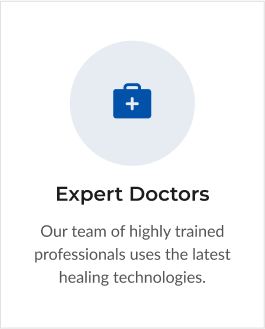 Expert Doctors
Our team of highly trained
professionals uses the latest
healing technologies.